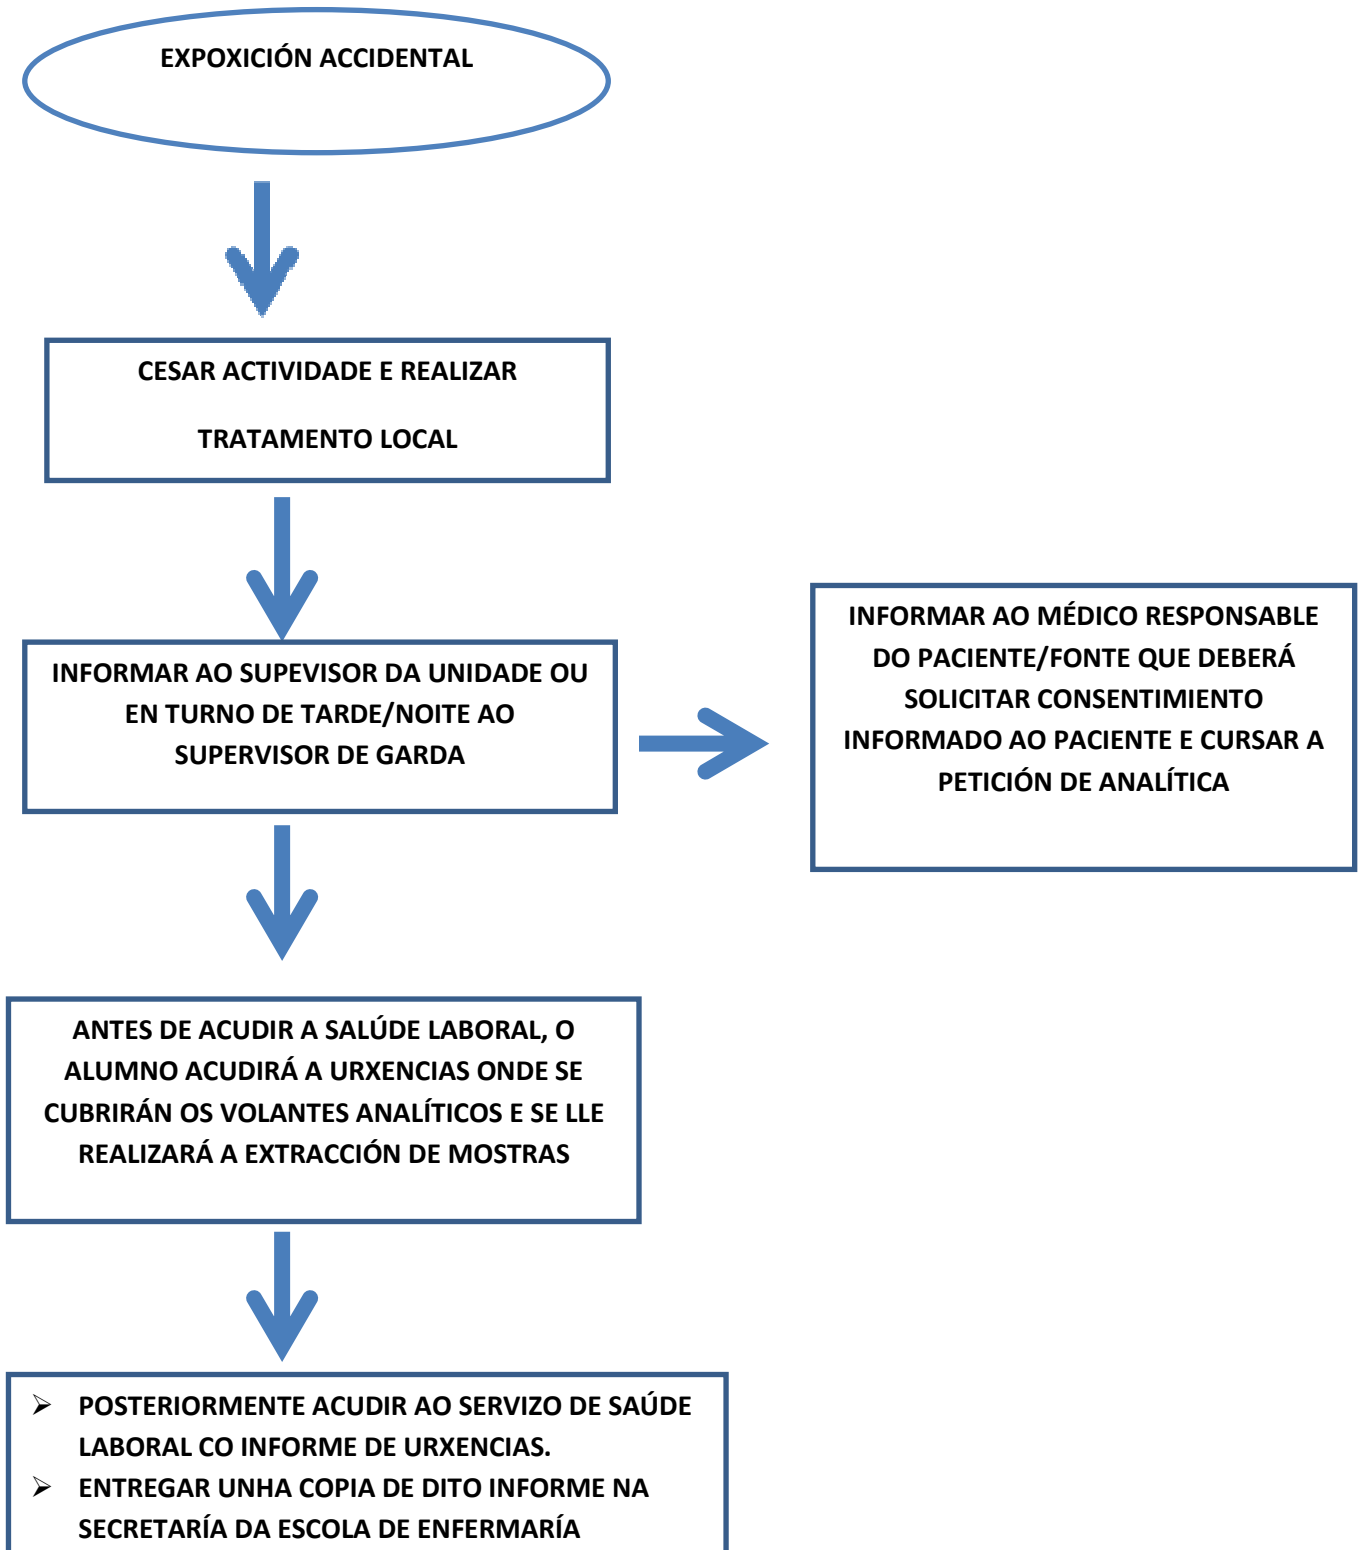 EXPOXICIÓN ACCIDENTAL
CESAR ACTIVIDADE E REALIZAR
TRATAMENTO LOCAL
INFORMAR AO SUPEVISOR DA UNIDADE OU
EN TURNO DE TARDE/NOITE AO
SUPERVISOR DE GARDA
INFORMAR AO MÉDICO RESPONSABLE
DO PACIENTE/FONTE QUE DEBERÁ
SOLICITAR CONSENTIMIENTO
INFORMADO AO PACIENTE E CURSAR A
PETICIÓN DE ANALÍTICA
ANTES DE ACUDIR A SALÚDE LABORAL, O
ALUMNO ACUDIRÁ A URXENCIAS ONDE SE
CUBRIRÁN OS VOLANTES ANALÍTICOS E SE LLE
REALIZARÁ A EXTRACCIÓN DE MOSTRAS
➢ POSTERIORMENTE ACUDIR AO SERVIZO DE SAÚDE
LABORAL CO INFORME DE URXENCIAS.
➢ ENTREGAR UNHA COPIA DE DITO INFORME NA
SECRETARÍA DA ESCOLA DE ENFERMARÍA